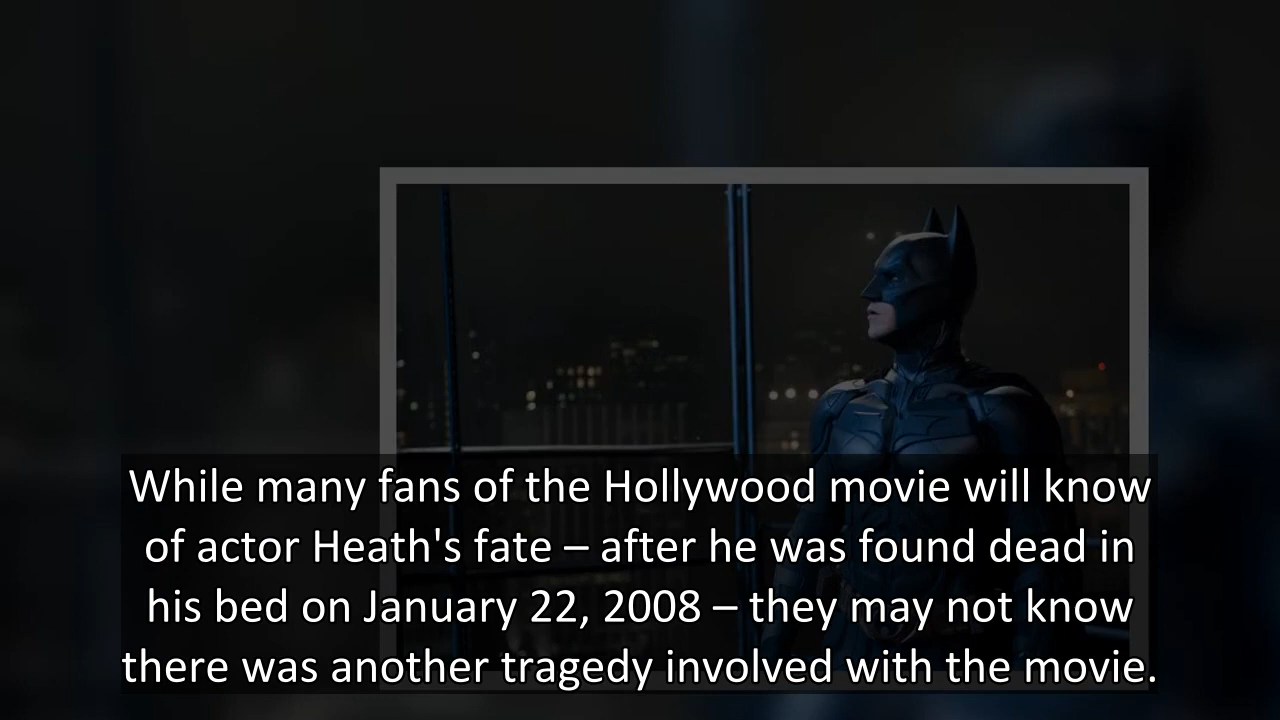 While many fans of the Hollywood movie will know
of actor Heath's fate – after he was found dead in
his bed on January 22, 2008 – they may not know
there was another tragedy involved with the movie.